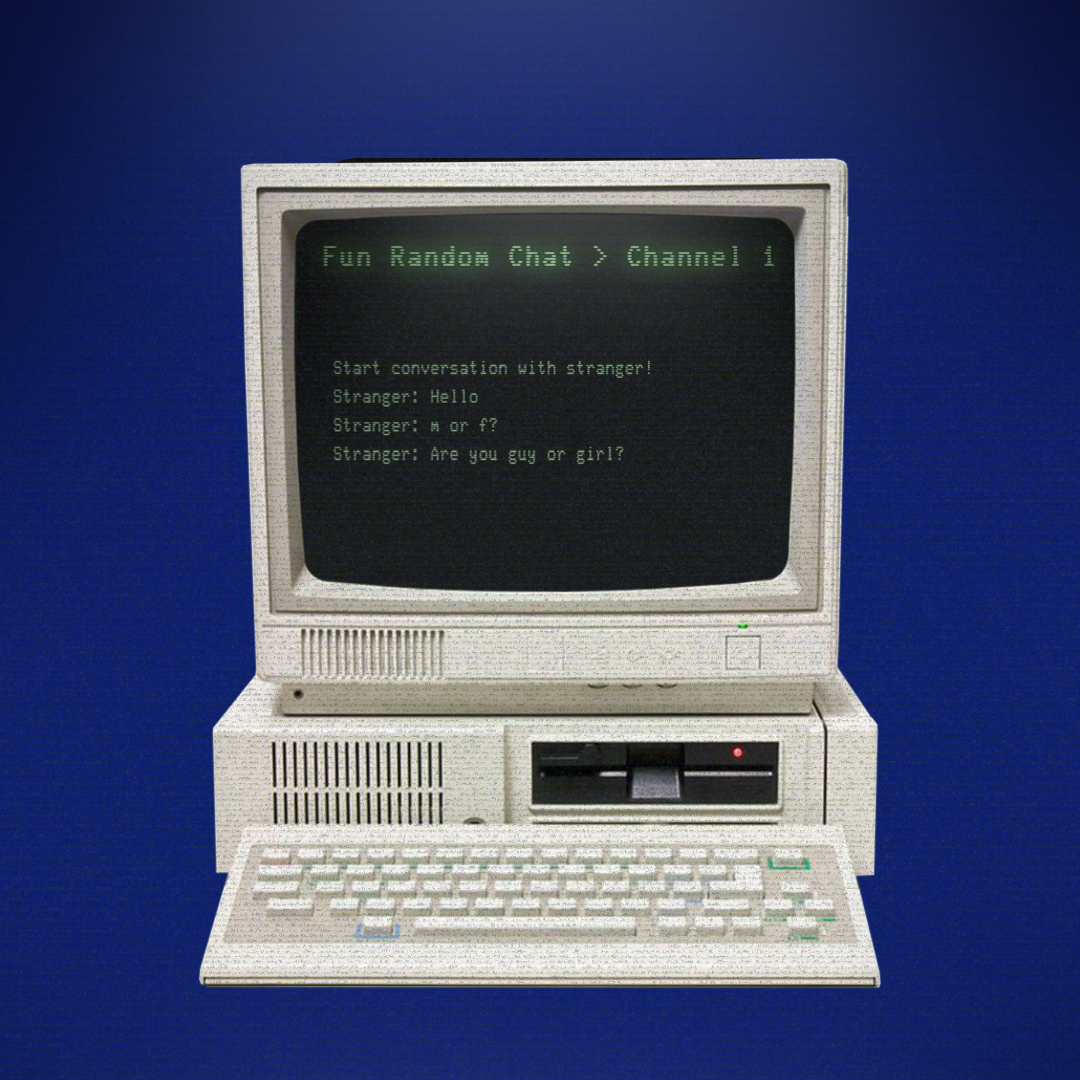 Fun Random Chat > Channel 1
Start conversation with stranger!
Stranger: Hello
Stranger: m or f?
Stranger: Are you guy or girl?